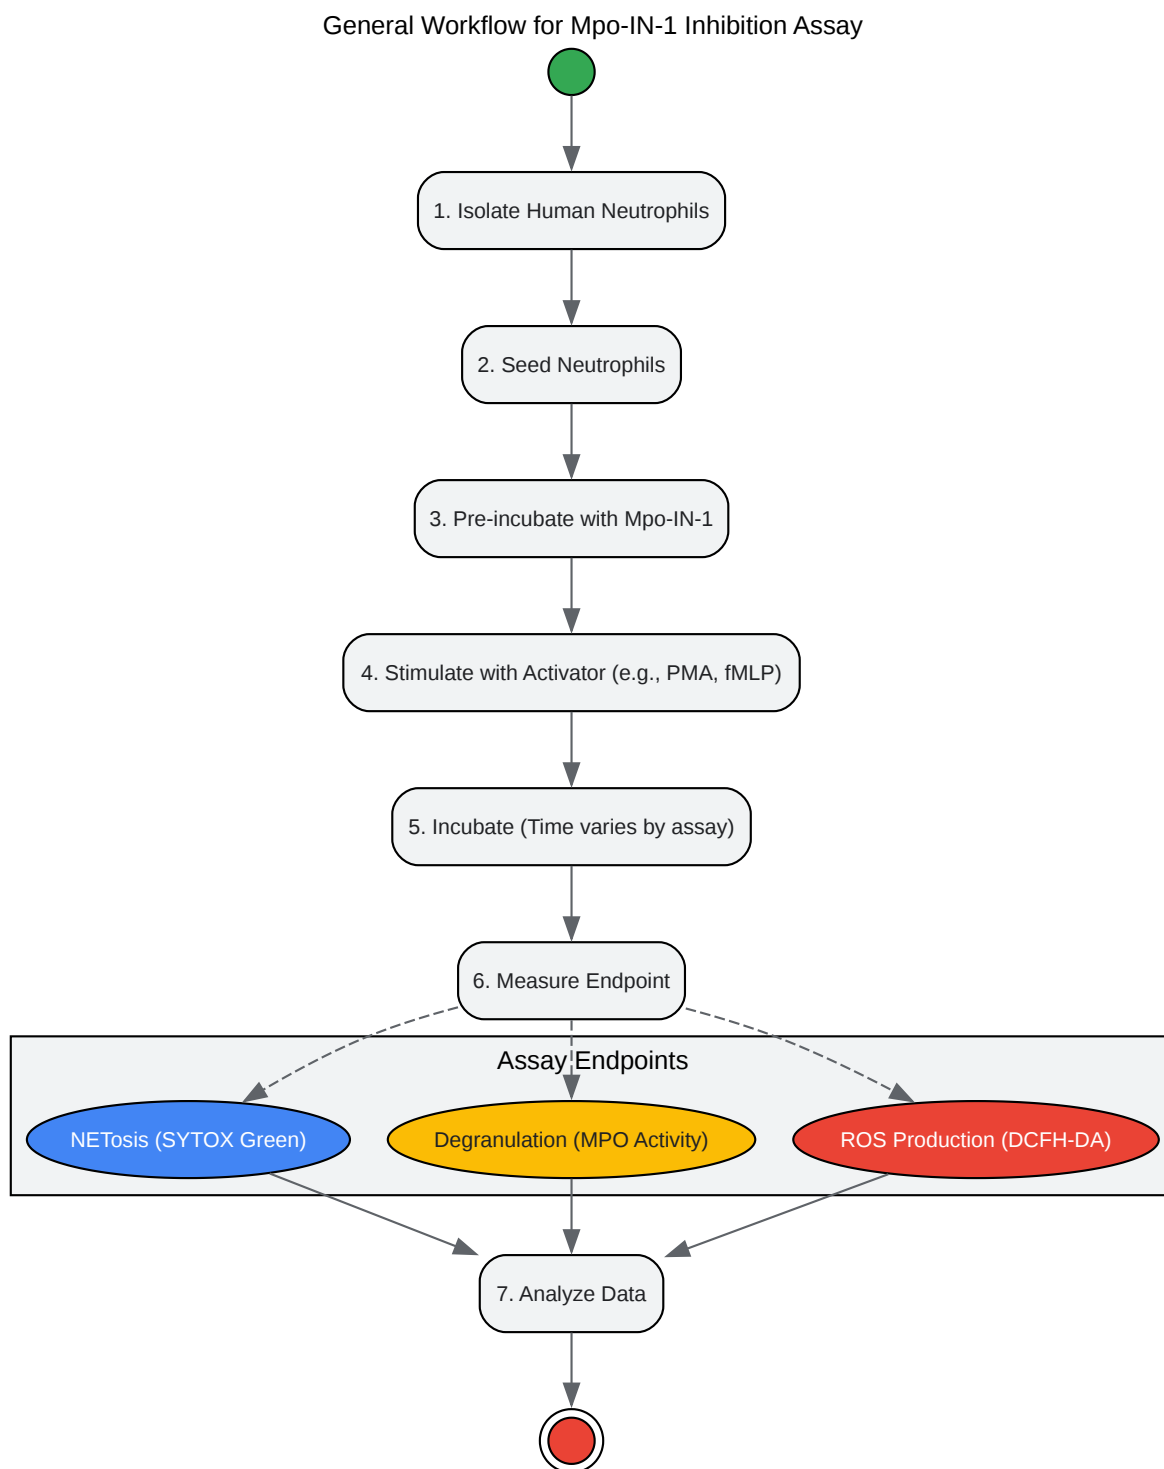 General Workflow for Mpo-IN-1 Inhibition Assay
1. Isolate Human Neutrophils
2. Seed Neutrophils
3. Pre-incubate with Mpo-IN-1
4. Stimulate with Activator (e.g., PMA, fMLP)
5. Incubate (Time varies by assay)
6. Measure Endpoint
Assay Endpoints
NETosis (SYTOX Green)
Degranulation (MPO Activity)
ROS Production (DCFH-DA)
7. Analyze Data